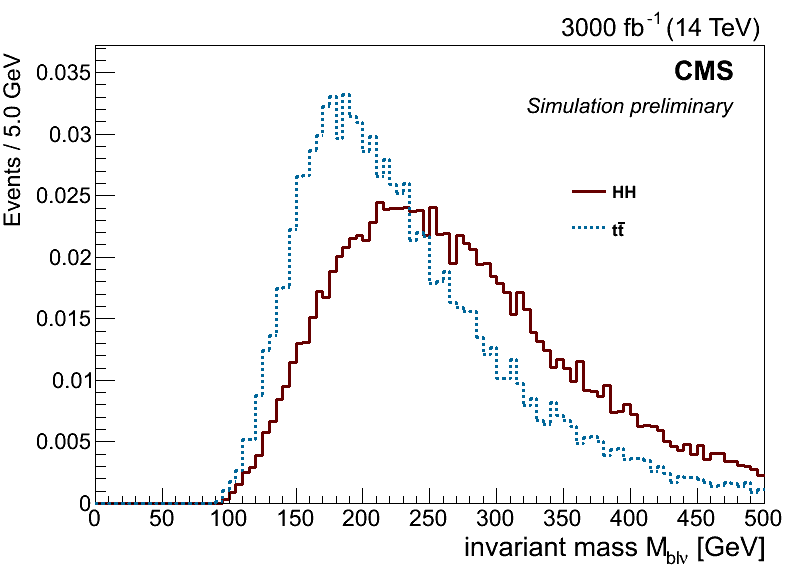 3000 fb⁻¹ (14 TeV)
CMS
Simulation preliminary
Events / 5.0 GeV
0.035
0.03
0.025
0.02
0.015
0.01
0.005
0
HH
tt̄
0 50 100 150 200 250 300 350 400 450 500
invariant mass M_blν [GeV]